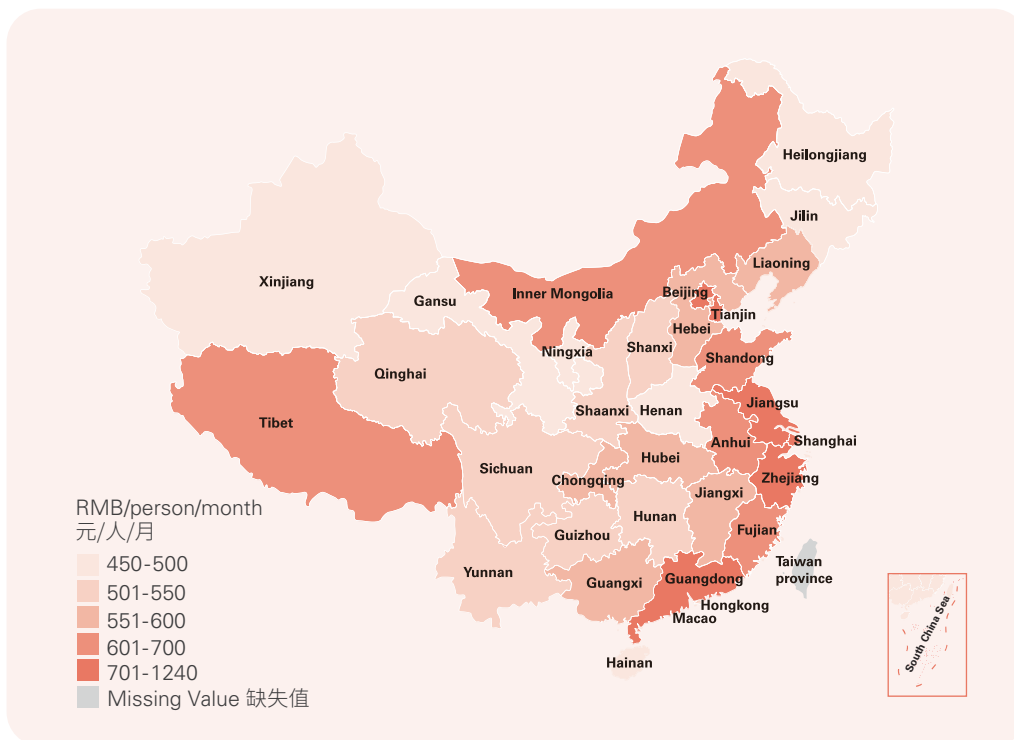 Heilongjiang
Jilin
Liaoning
Xinjiang
Gansu
Inner Mongolia
Beijing
Tianjin
Hebei
Ningxia
Shanxi
Shandong
Qinghai
Shaanxi
Henan
Jiangsu
Tibet
Anhui
Shanghai
Sichuan
Hubei
Chongqing
Zhejiang
Jiangxi
Hunan
Guizhou
Fujian
Yunnan
Guangxi
Guangdong
Taiwan
province
Hongkong
Macao
Hainan
South China Sea
RMB/person/month
元/人/月
450-500
501-550
551-600
601-700
701-1240
Missing Value 缺失值